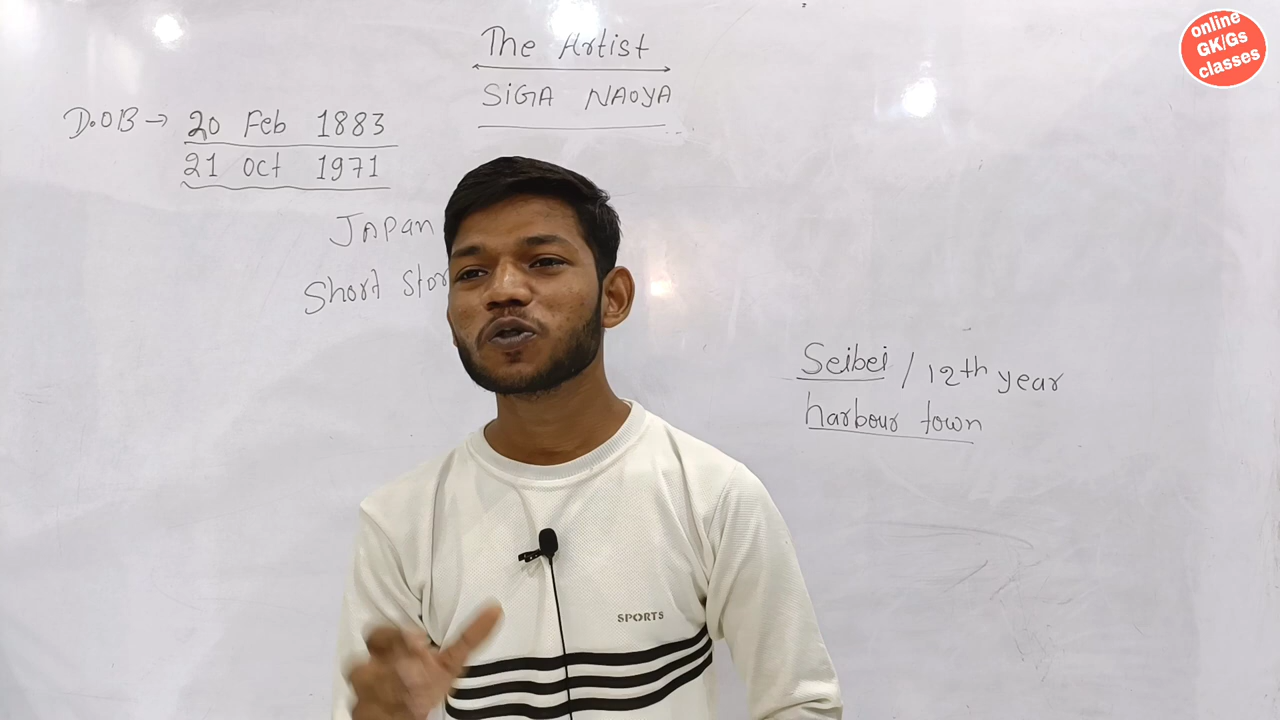 The Artist
SIGA NAOYA
D.OB → 20 Feb 1883
21 Oct 1971
JAPan
Short Stor
Seibei / 12th year
harbour town
SPORTS
online
GK/Gs
classes